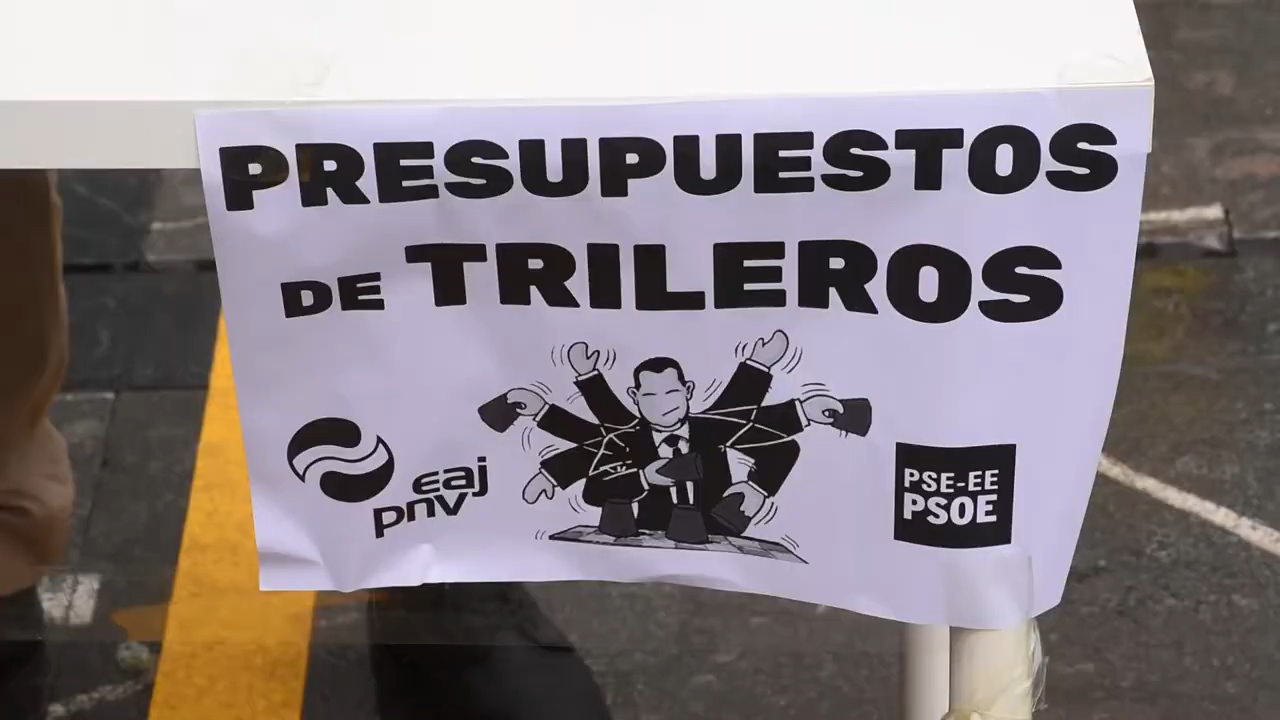 PRESUPUESTOS
DE TRILEROS
eaj
pnv
PSE-EE
PSOE